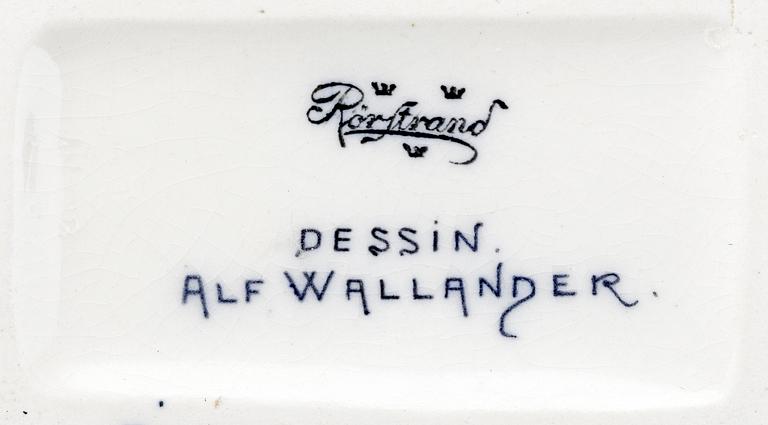 Rörstrand
DESSiN.
ALF WALLANDER.